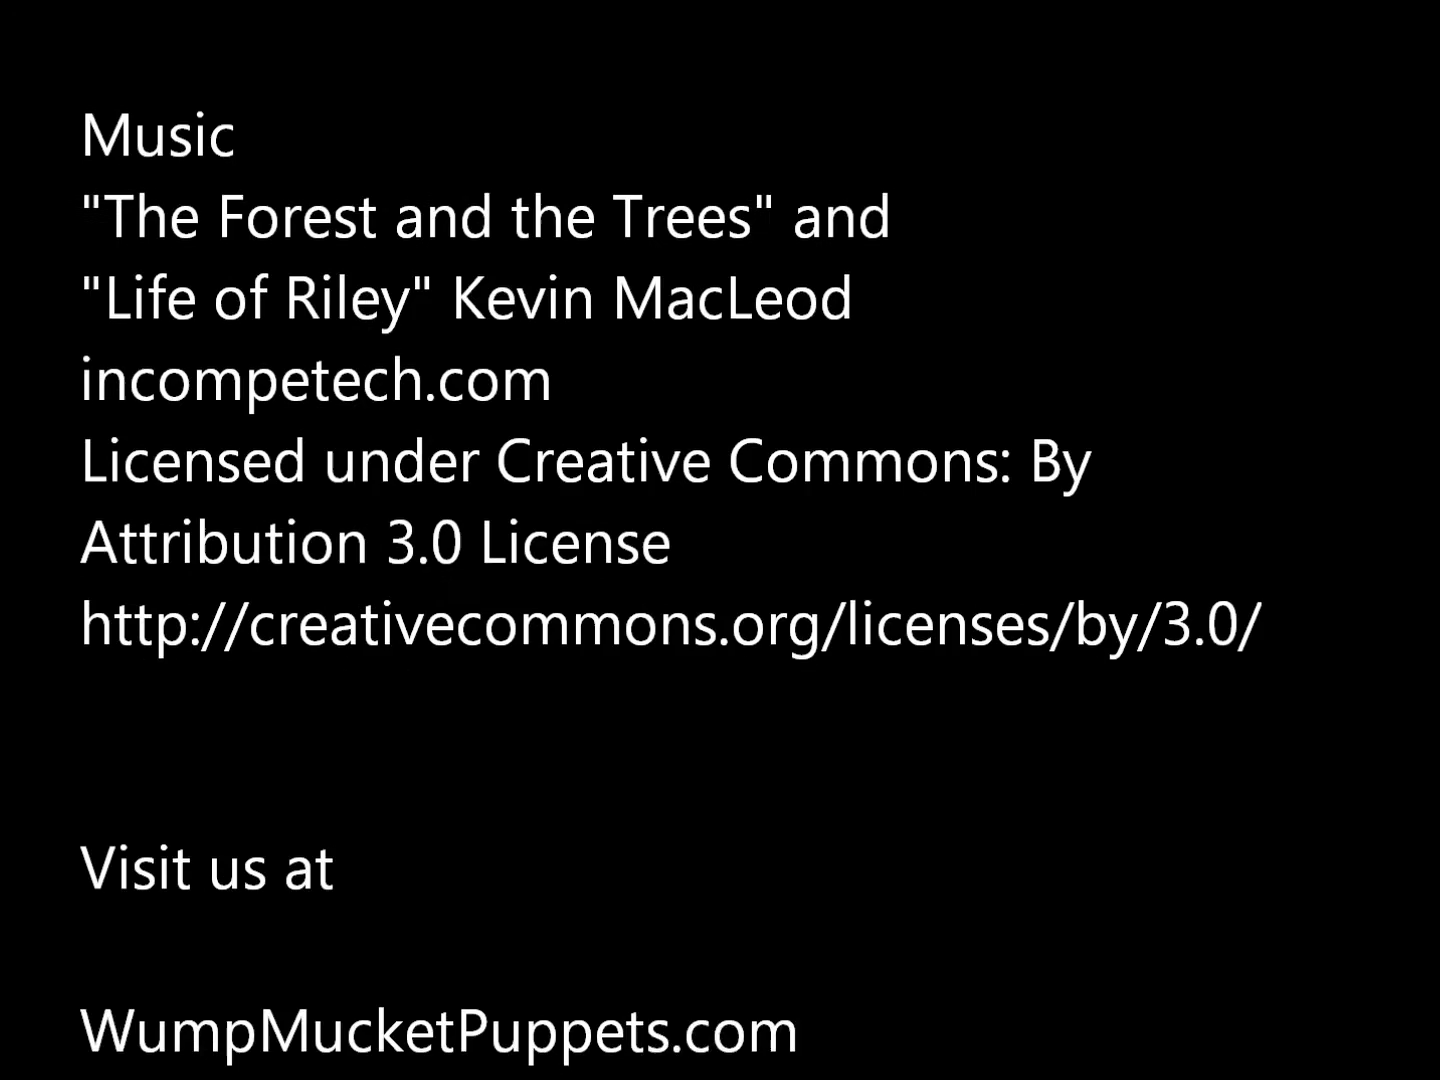 Music
"The Forest and the Trees" and
"Life of Riley" Kevin MacLeod
incompetech.com
Licensed under Creative Commons: By
Attribution 3.0 License
http://creativecommons.org/licenses/by/3.0/
Visit us at
WumpMucketPuppets.com